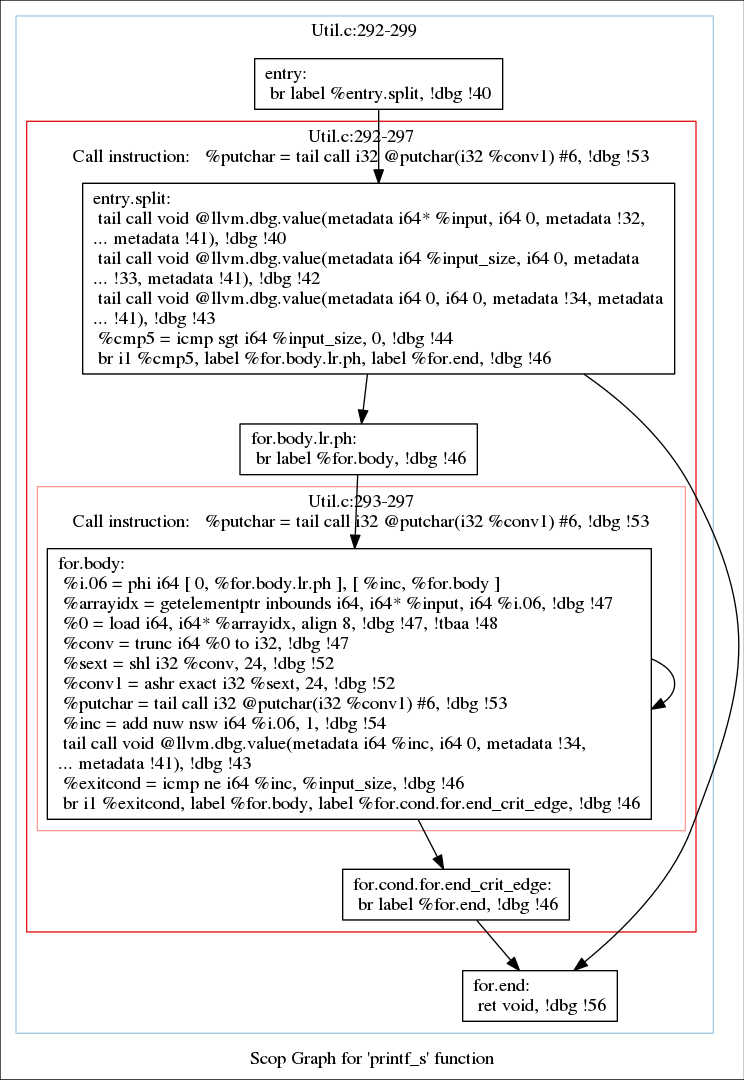 Util.c:292-299
entry:
br label %entry.split, !dbg !40
Util.c:292-297
Call instruction: %putchar = tail call i32 @putchar(i32 %conv1) #6, !dbg !53
entry.split:
tail call void @llvm.dbg.value(metadata i64* %input, i64 0, metadata !32,
... metadata !41), !dbg !40
tail call void @llvm.dbg.value(metadata i64 %input_size, i64 0, metadata
... !33, metadata !41), !dbg !42
tail call void @llvm.dbg.value(metadata i64 0, i64 0, metadata !34, metadata
... !41), !dbg !43
%cmp5 = icmp sgt i64 %input_size, 0, !dbg !44
br i1 %cmp5, label %for.body.lr.ph, label %for.end, !dbg !46
for.body.lr.ph:
br label %for.body, !dbg !46
Util.c:293-297
Call instruction: %putchar = tail call i32 @putchar(i32 %conv1) #6, !dbg !53
for.body:
%i.06 = phi i64 [ 0, %for.body.lr.ph ], [ %inc, %for.body ]
%arrayidx = getelementptr inbounds i64, i64* %input, i64 %i.06, !dbg !47
%0 = load i64, i64* %arrayidx, align 8, !dbg !47, !tbaa !48
%conv = trunc i64 %0 to i32, !dbg !47
%sext = shl i32 %conv, 24, !dbg !52
%conv1 = ashr exact i32 %sext, 24, !dbg !52
%putchar = tail call i32 @putchar(i32 %conv1) #6, !dbg !53
%inc = add nuw nsw i64 %i.06, 1, !dbg !54
tail call void @llvm.dbg.value(metadata i64 %inc, i64 0, metadata !34,
... metadata !41), !dbg !43
%exitcond = icmp ne i64 %inc, %input_size, !dbg !46
br i1 %exitcond, label %for.body, label %for.cond.for.end_crit_edge, !dbg !46
for.cond.for.end_crit_edge:
br label %for.end, !dbg !46
for.end:
ret void, !dbg !56
Scop Graph for 'printf_s' function